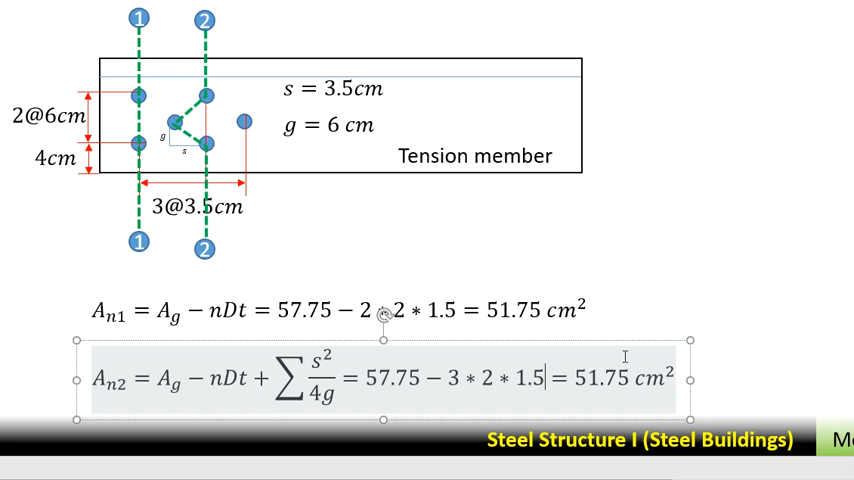 1 2
s = 3.5cm
2@6cm
g = 6 cm
g
s
4cm
Tension member
3@3.5cm
1 2
Aₙ₁ = A_g − nDt = 57.75 − 2 * 2 * 1.5 = 51.75 cm²
Aₙ₂ = A_g − nDt + ∑ s²/4g = 57.75 − 3 * 2 * 1.5 = 51.75 cm²
Steel Structure I (Steel Buildings)